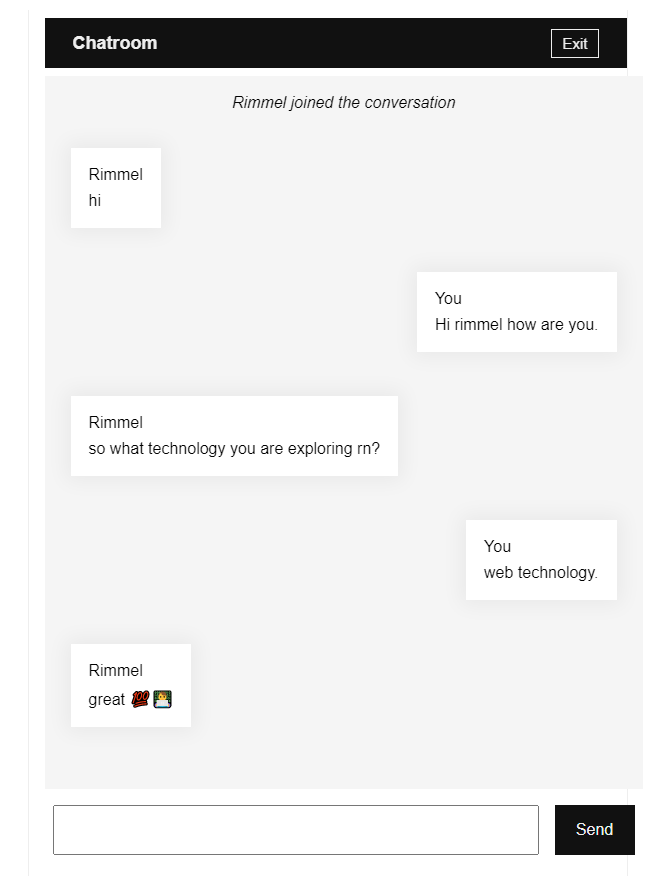 Chatroom
Exit
Rimmel joined the conversation
Rimmel
hi
You
Hi rimmel how are you.
Rimmel
so what technology you are exploring rn?
You
web technology.
Rimmel
great 💯👨‍💻
Send